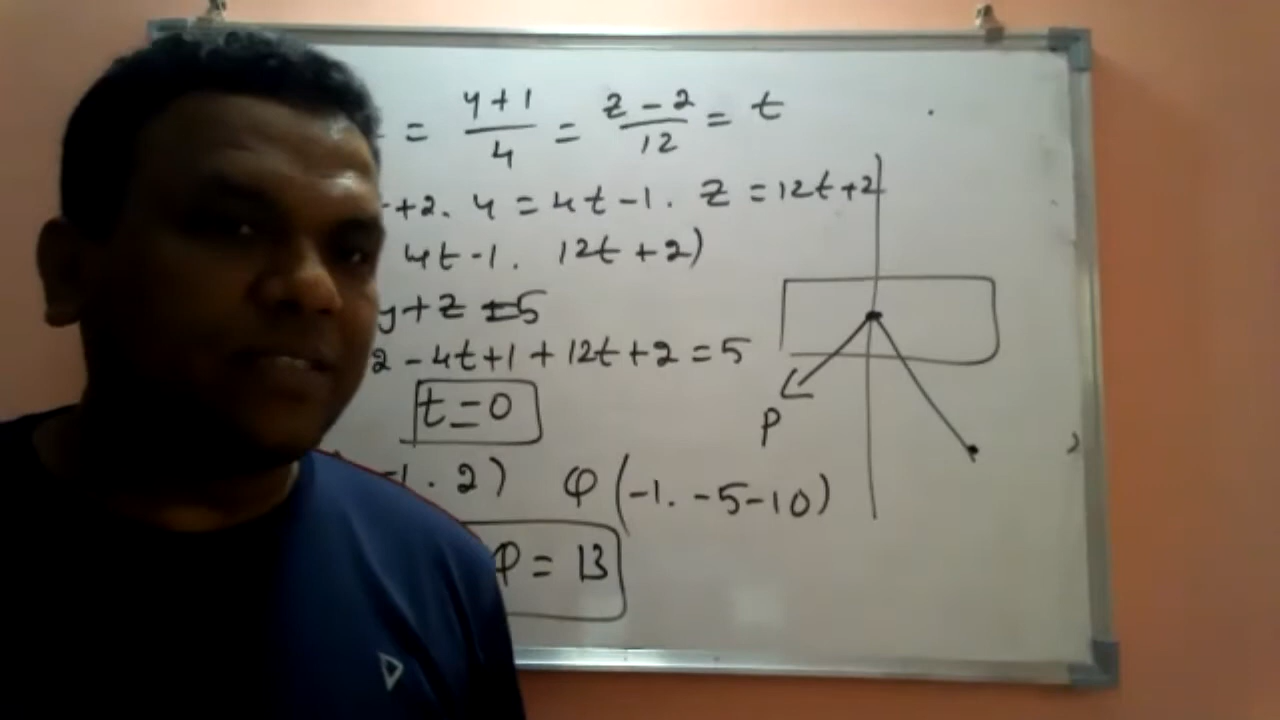 = y+1/4 = z-2/12 = t
+2. y = 4t-1. z = 12t+2
4t-1. 12t+2)
y+z=5
2-4t+1+12t+2=5
t=0
-1. 2) φ(-1. -5-10)
φ = 13
P